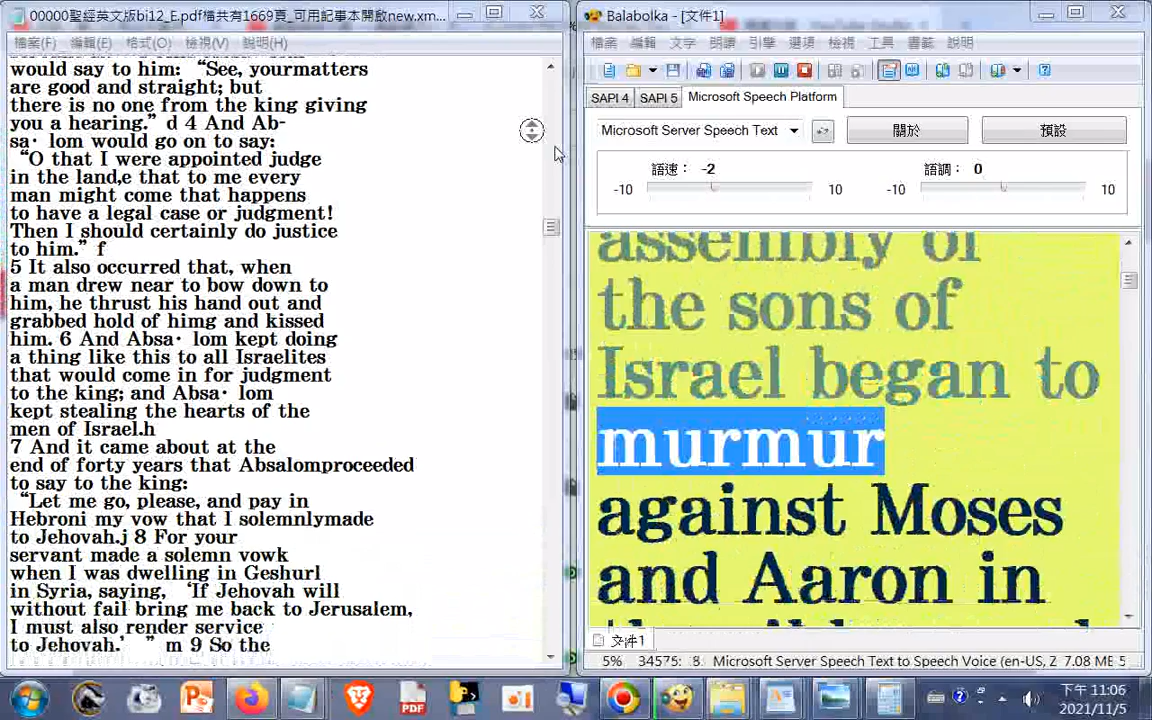 00000聖經英文版bi12_E.pdf檔共有1669頁_可用記事本開啟new.xm...
檔案(F) 編輯(E) 格式(O) 檢視(V) 說明(H)
would say to him: “See, yourmatters
are good and straight; but
there is no one from the king giving
you a hearing.” d 4 And Ab-
sa· lom would go on to say:
“O that I were appointed judge
in the land,e that to me every
man might come that happens
to have a legal case or judgment!
Then I should certainly do justice
to him.” f
5 It also occurred that, when
a man drew near to bow down to
him, he thrust his hand out and
grabbed hold of himg and kissed
him. 6 And Absa· lom kept doing
a thing like this to all Israelites
that would come in for judgment
to the king; and Absa· lom
kept stealing the hearts of the
men of Israel.h
7 And it came about at the
end of forty years that Absalomproceeded
to say to the king:
“Let me go, please, and pay in
Hebroni my vow that I solemnlymade
to Jehovah.j 8 For your
servant made a solemn vowk
when I was dwelling in Geshurl
in Syria, saying, ‘If Jehovah will
without fail bring me back to Jerusalem,
I must also render service
to Jehovah.’ ” m 9 So the
Balabolka - [文件1]
檔案 編輯 文字 朗讀 引擎 選項 檢視 工具 書籤 說明
SAPI 4 SAPI 5 Microsoft Speech Platform
Microsoft Server Speech Text 關於 預設
語速: -2 語調: 0
-10 10 -10 10
assembly of
the sons of
Israel began to
murmur
against Moses
and Aaron in
文件1
5% 34575: 8 Microsoft Server Speech Text to Speech Voice (en-US, 2 7.08 MB 5
下午 11:06
2021/11/5